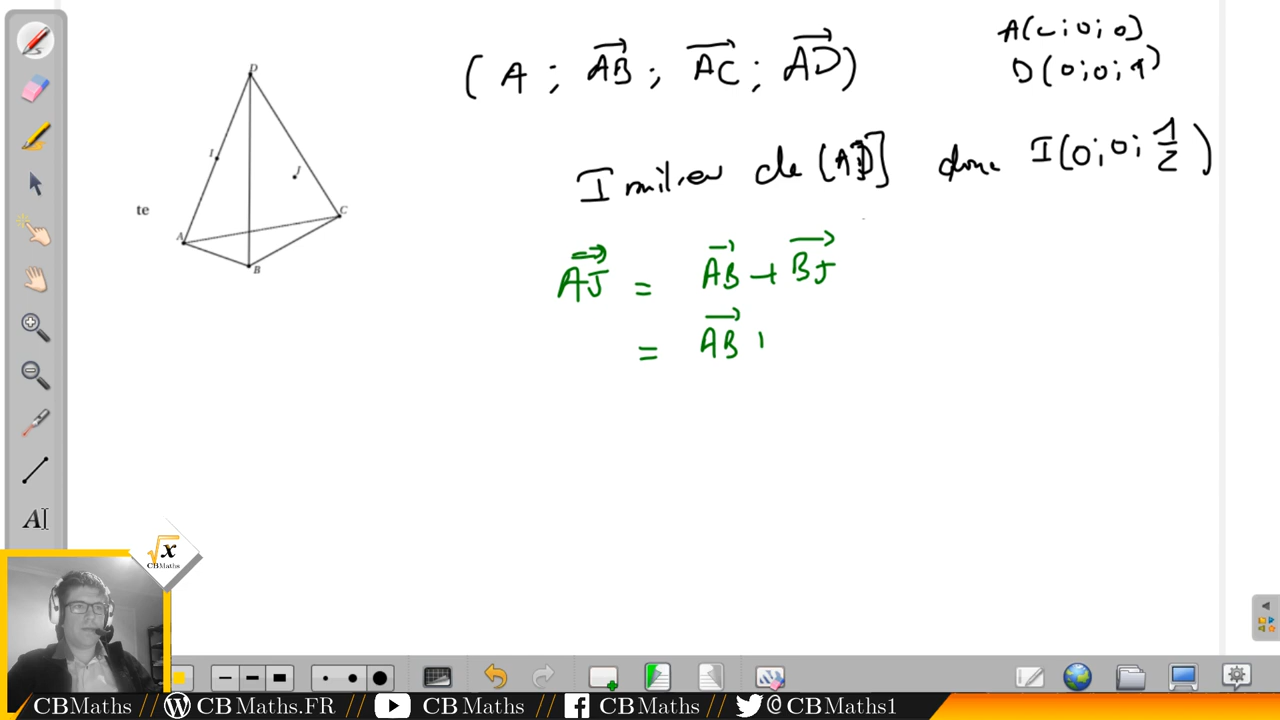 D
I
J
te
C
A
B
( A ; AB ; AC ; AD )
A(c;0;0)
D(0;0;1)
I milieu de [AD] donc I(0;0;1/2)
AJ = AB + BJ
= AB
AI
√x
CBMaths
CBMaths CBMaths.FR CBMaths CBMaths @CBMaths1